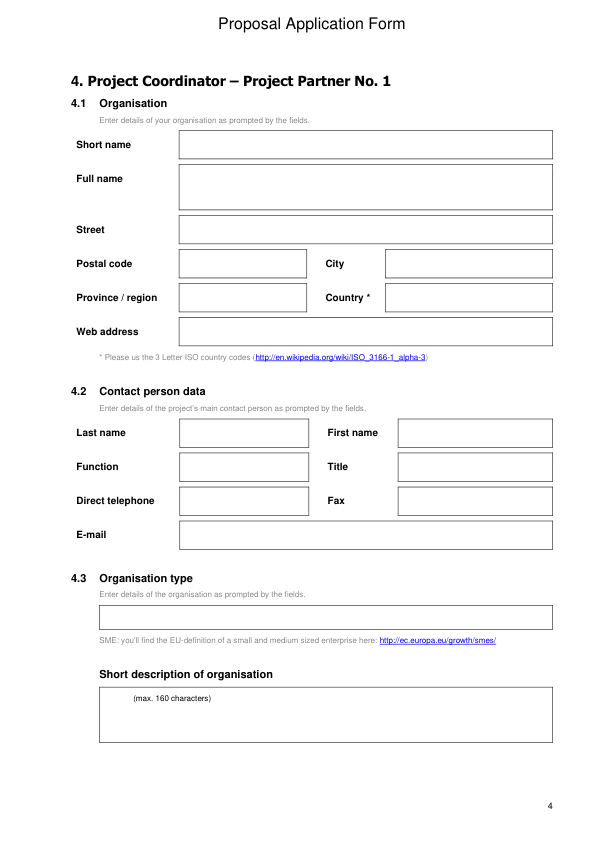 Proposal Application Form
4. Project Coordinator – Project Partner No. 1
4.1 Organisation
Enter details of your organisation as prompted by the fields.
Short name
Full name
Street
Postal code City
Province / region Country *
Web address
* Please us the 3 Letter ISO country codes (http://en.wikipedia.org/wiki/ISO_3166-1_alpha-3)
4.2 Contact person data
Enter details of the project's main contact person as prompted by the fields.
Last name First name
Function Title
Direct telephone Fax
E-mail
4.3 Organisation type
Enter details of the organisation as prompted by the fields.
SME: you'll find the EU-definition of a small and medium sized enterprise here: http://ec.europa.eu/growth/smes/
Short description of organisation
(max. 160 characters)
4